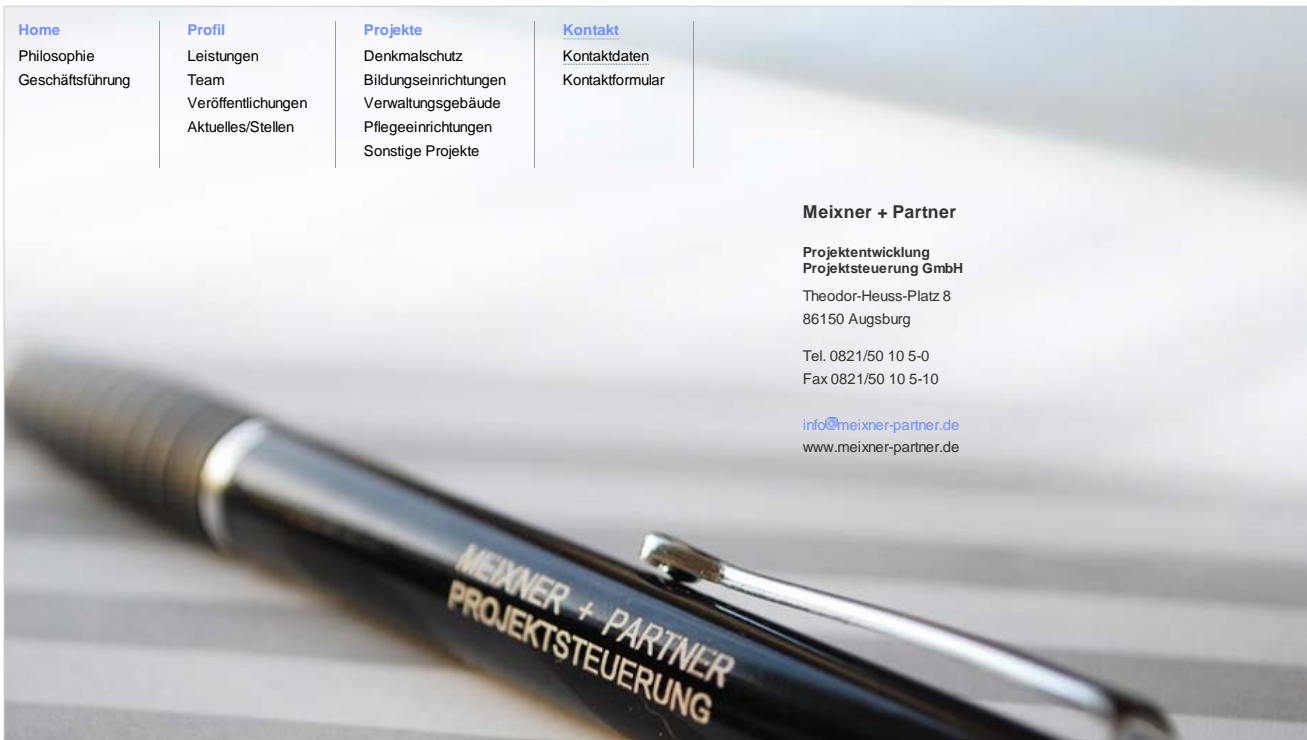 Home
Philosophie
Geschäftsführung
Profil
Leistungen
Team
Veröffentlichungen
Aktuelles/Stellen
Projekte
Denkmalschutz
Bildungseinrichtungen
Verwaltungsgebäude
Pflegeeinrichtungen
Sonstige Projekte
Kontakt
Kontaktdaten
Kontaktformular
Meixner + Partner
Projektentwicklung
Projektsteuerung GmbH
Theodor-Heuss-Platz 8
86150 Augsburg
Tel. 0821/50 10 5-0
Fax 0821/50 10 5-10
info@meixner-partner.de
www.meixner-partner.de
MEIXNER + PARTNER
PROJEKTSTEUERUNG